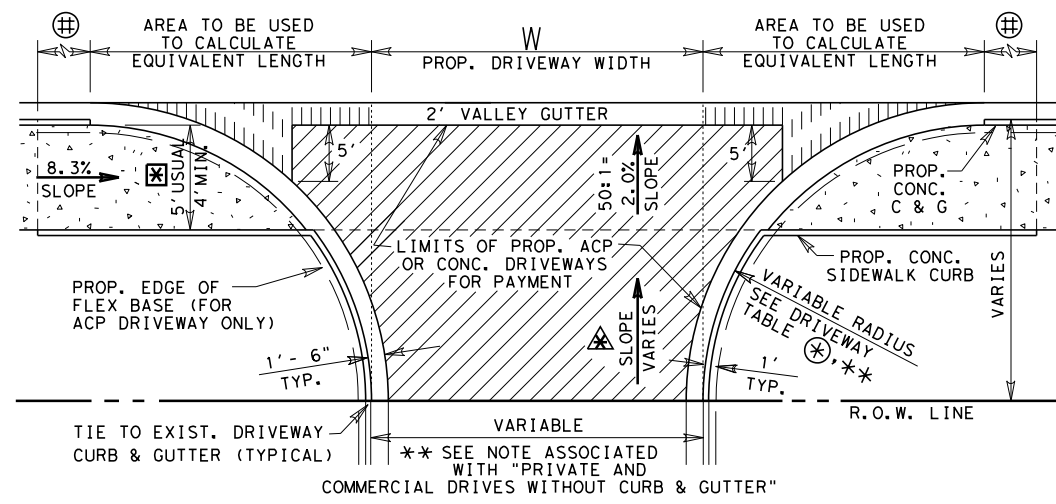 #
AREA TO BE USED
TO CALCULATE
EQUIVALENT LENGTH
W
PROP. DRIVEWAY WIDTH
AREA TO BE USED
TO CALCULATE
EQUIVALENT LENGTH
#
2' VALLEY GUTTER
8.3%
SLOPE
*
5' USUAL
4' MIN.
5'
50:1=
2.0%
SLOPE
5'
PROP.
CONC.
C & G
LIMITS OF PROP. ACP
OR CONC. DRIVEWAYS
FOR PAYMENT
PROP. CONC.
SIDEWALK CURB
VARIES
PROP. EDGE OF
FLEX BASE (FOR
ACP DRIVEWAY ONLY)
*
SLOPE
VARIES
VARIABLE RADIUS
SEE DRIVEWAY
TABLE *,**
1'-6"
TYP.
1'
TYP.
R.O.W. LINE
TIE TO EXIST. DRIVEWAY
CURB & GUTTER (TYPICAL)
VARIABLE
** SEE NOTE ASSOCIATED
WITH "PRIVATE AND
COMMERCIAL DRIVES WITHOUT CURB & GUTTER"